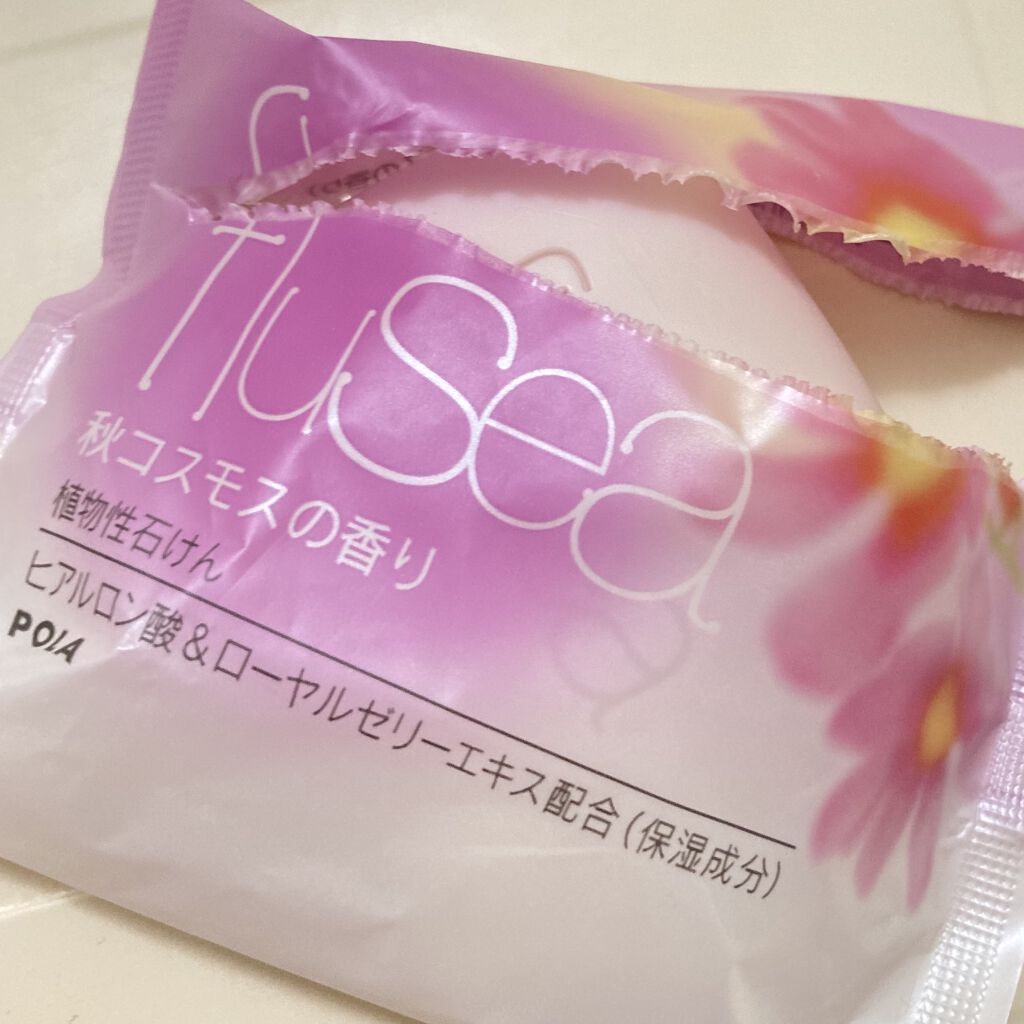 flusea
秋コスモスの香り
植物性石けん
ヒアルロン酸＆ローヤルゼリーエキス配合（保湿成分）
POLA